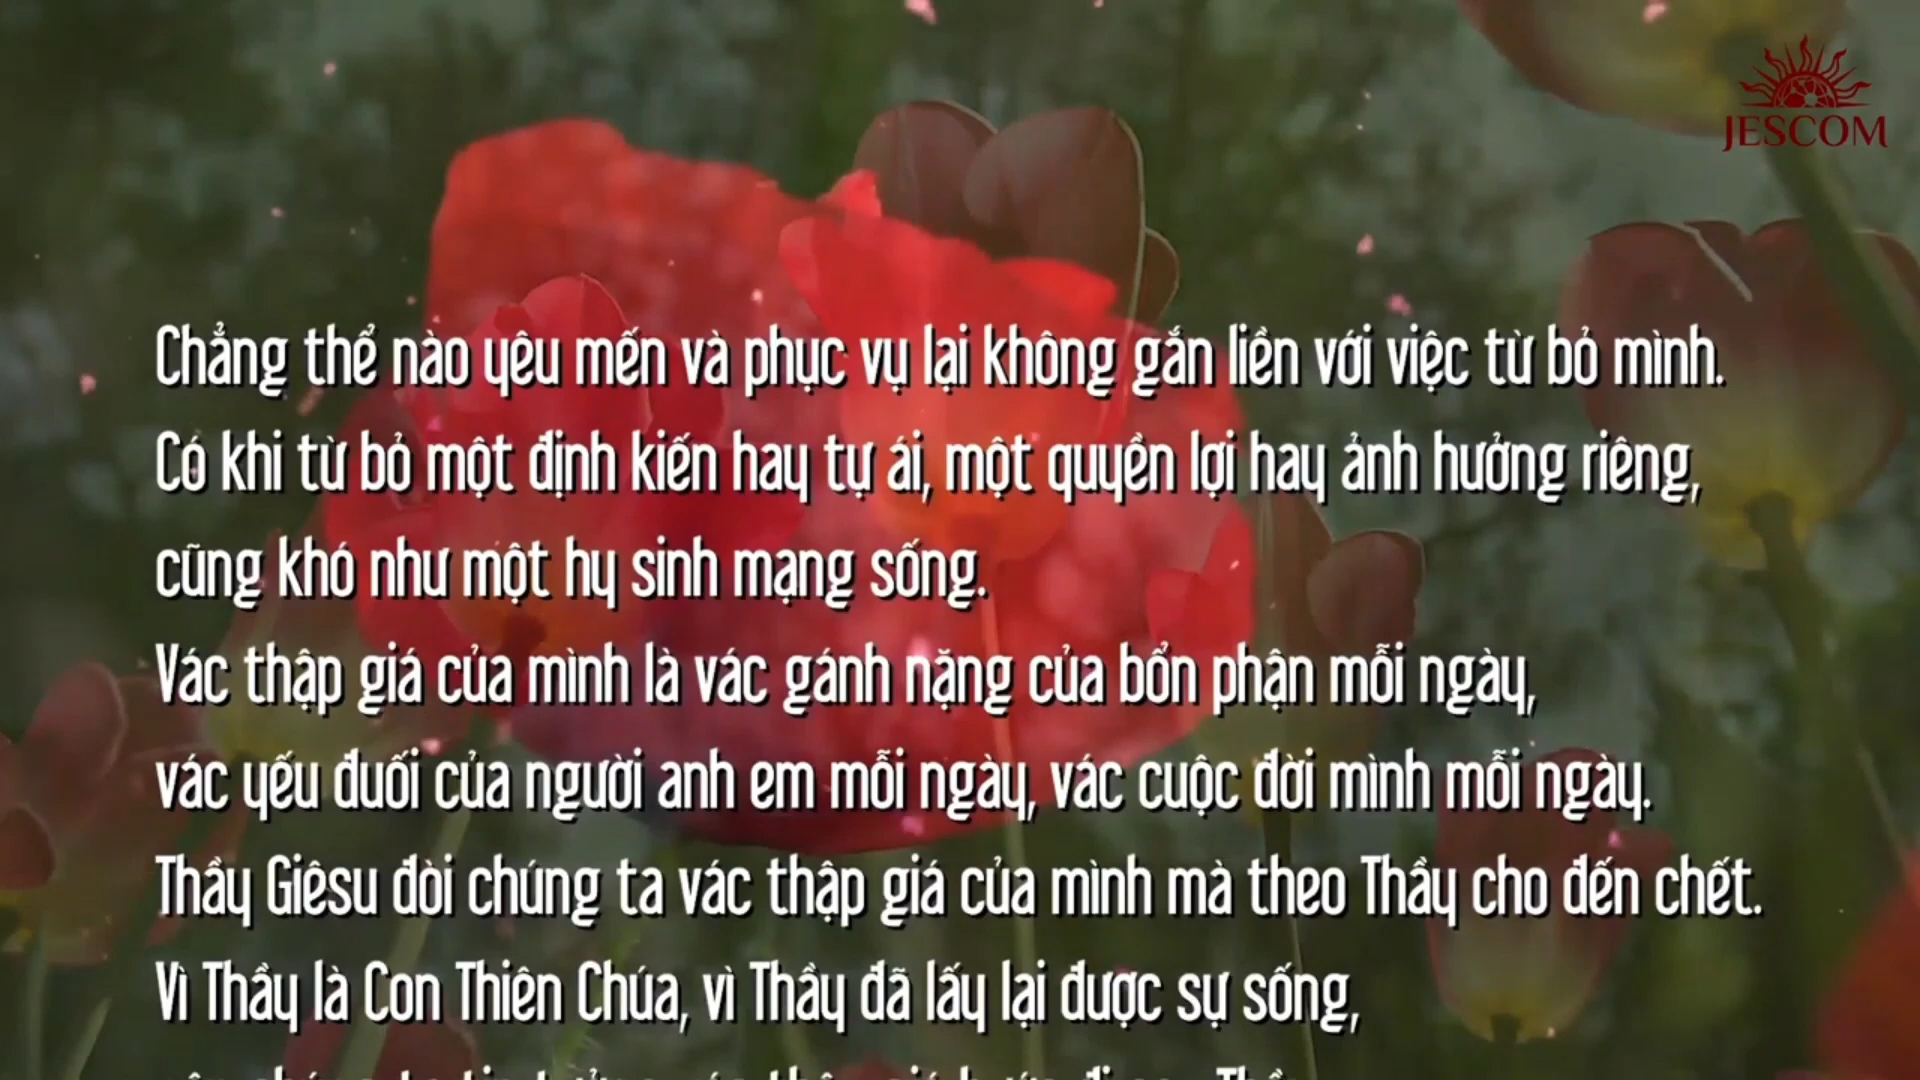 JESCOM
Chẳng thể nào yêu mến và phục vụ lại không gắn liền với việc từ bỏ mình.
Có khi từ bỏ một định kiến hay tự ái, một quyền lợi hay ảnh hưởng riêng,
cũng khó như một hy sinh mạng sống.
Vác thập giá của mình là vác gánh nặng của bổn phận mỗi ngày,
vác yếu đuối của người anh em mỗi ngày, vác cuộc đời mình mỗi ngày.
Thầy Giêsu đòi chúng ta vác thập giá của mình mà theo Thầy cho đến chết.
Vì Thầy là Con Thiên Chúa, vì Thầy đã lấy lại được sự sống,